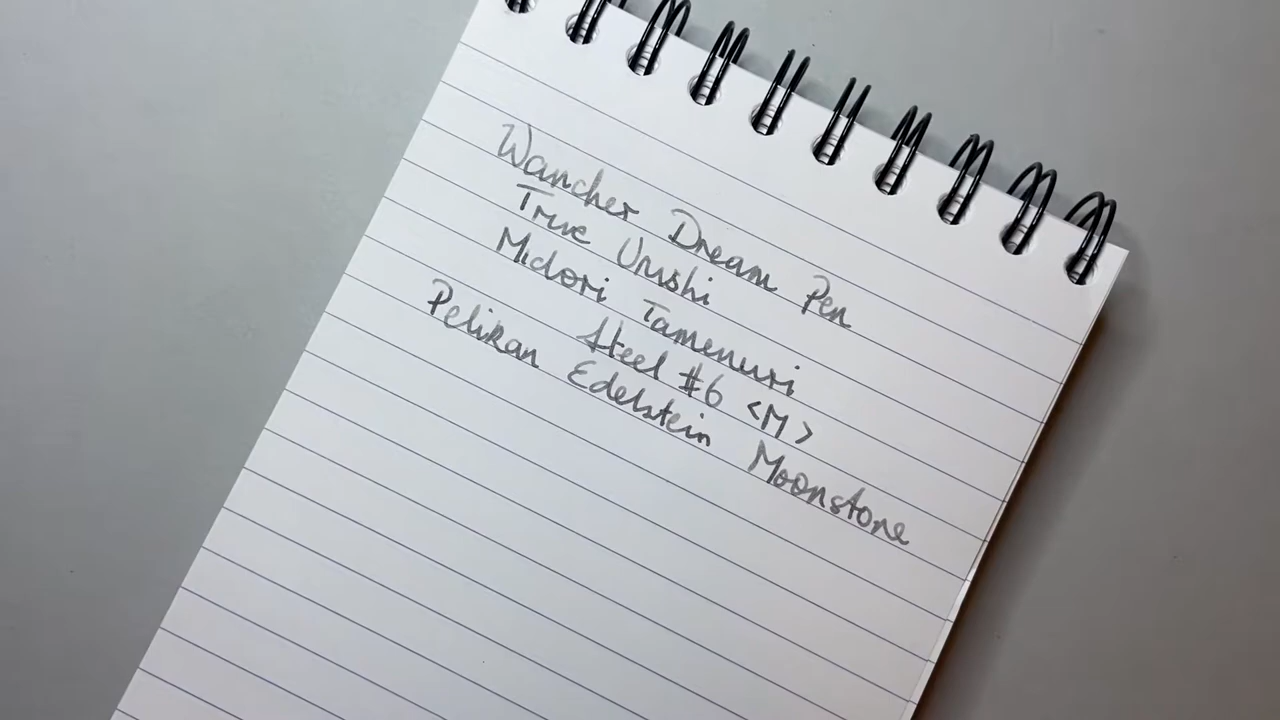 Wancher Dream Pen
True Urushi
Midori Tamenuri
Steel #6 <M>
Pelikan Edelstein Moonstone